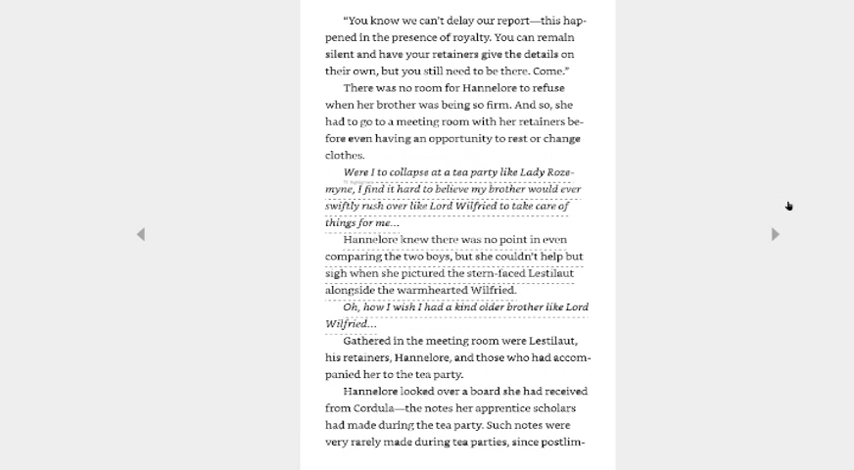 "You know we can't delay our report—this hap-
pened in the presence of royalty. You can remain
silent and have your retainers give the details on
their own, but you still need to be there. Come."
There was no room for Hannelore to refuse
when her brother was being so firm. And so, she
had to go to a meeting room with her retainers be-
fore even having an opportunity to rest or change
clothes.
Were I to collapse at a tea party like Lady Roze-
myne, I find it hard to believe my brother would ever
swiftly rush over like Lord Wilfried to take care of
things for me...
Hannelore knew there was no point in even
comparing the two boys, but she couldn't help but
sigh when she pictured the stern-faced Lestilaut
alongside the warmhearted Wilfried.
Oh, how I wish I had a kind older brother like Lord
Wilfried...
Gathered in the meeting room were Lestilaut,
his retainers, Hannelore, and those who had accom-
panied her to the tea party.
Hannelore looked over a board she had received
from Cordula—the notes her apprentice scholars
had made during the tea party. Such notes were
very rarely made during tea parties, since postlim-